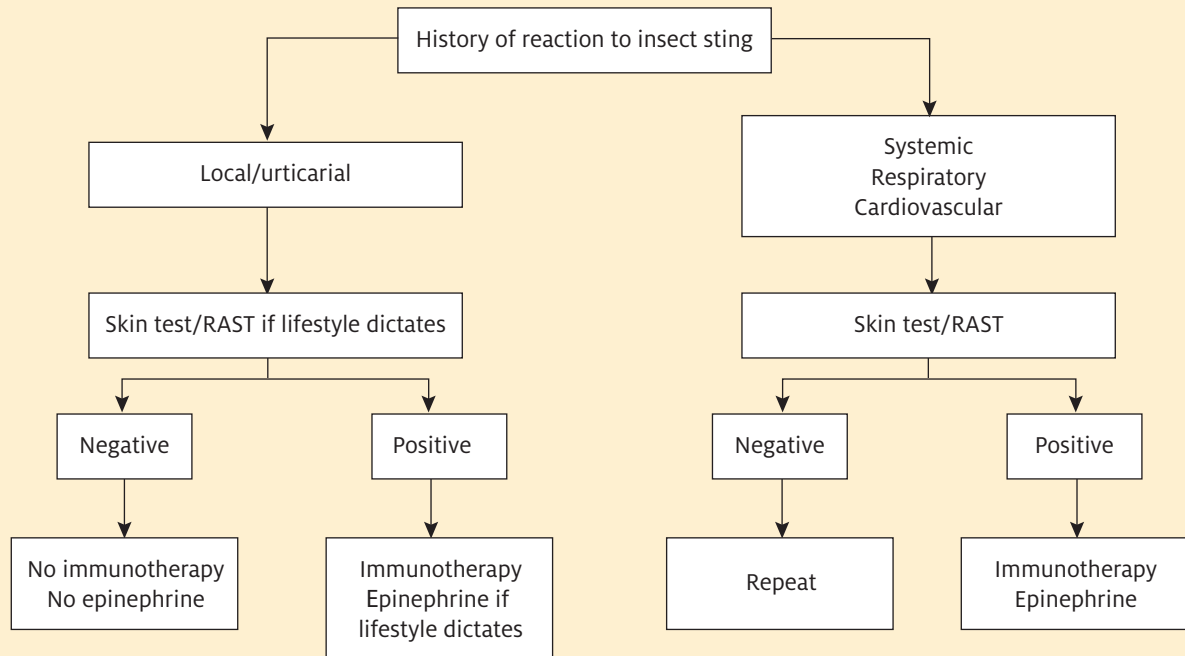 History of reaction to insect sting
Local/urticarial
Systemic
Respiratory
Cardiovascular
Skin test/RAST if lifestyle dictates
Skin test/RAST
Negative
Positive
Negative
Positive
No immunotherapy
No epinephrine
Immunotherapy
Epinephrine if
lifestyle dictates
Repeat
Immunotherapy
Epinephrine